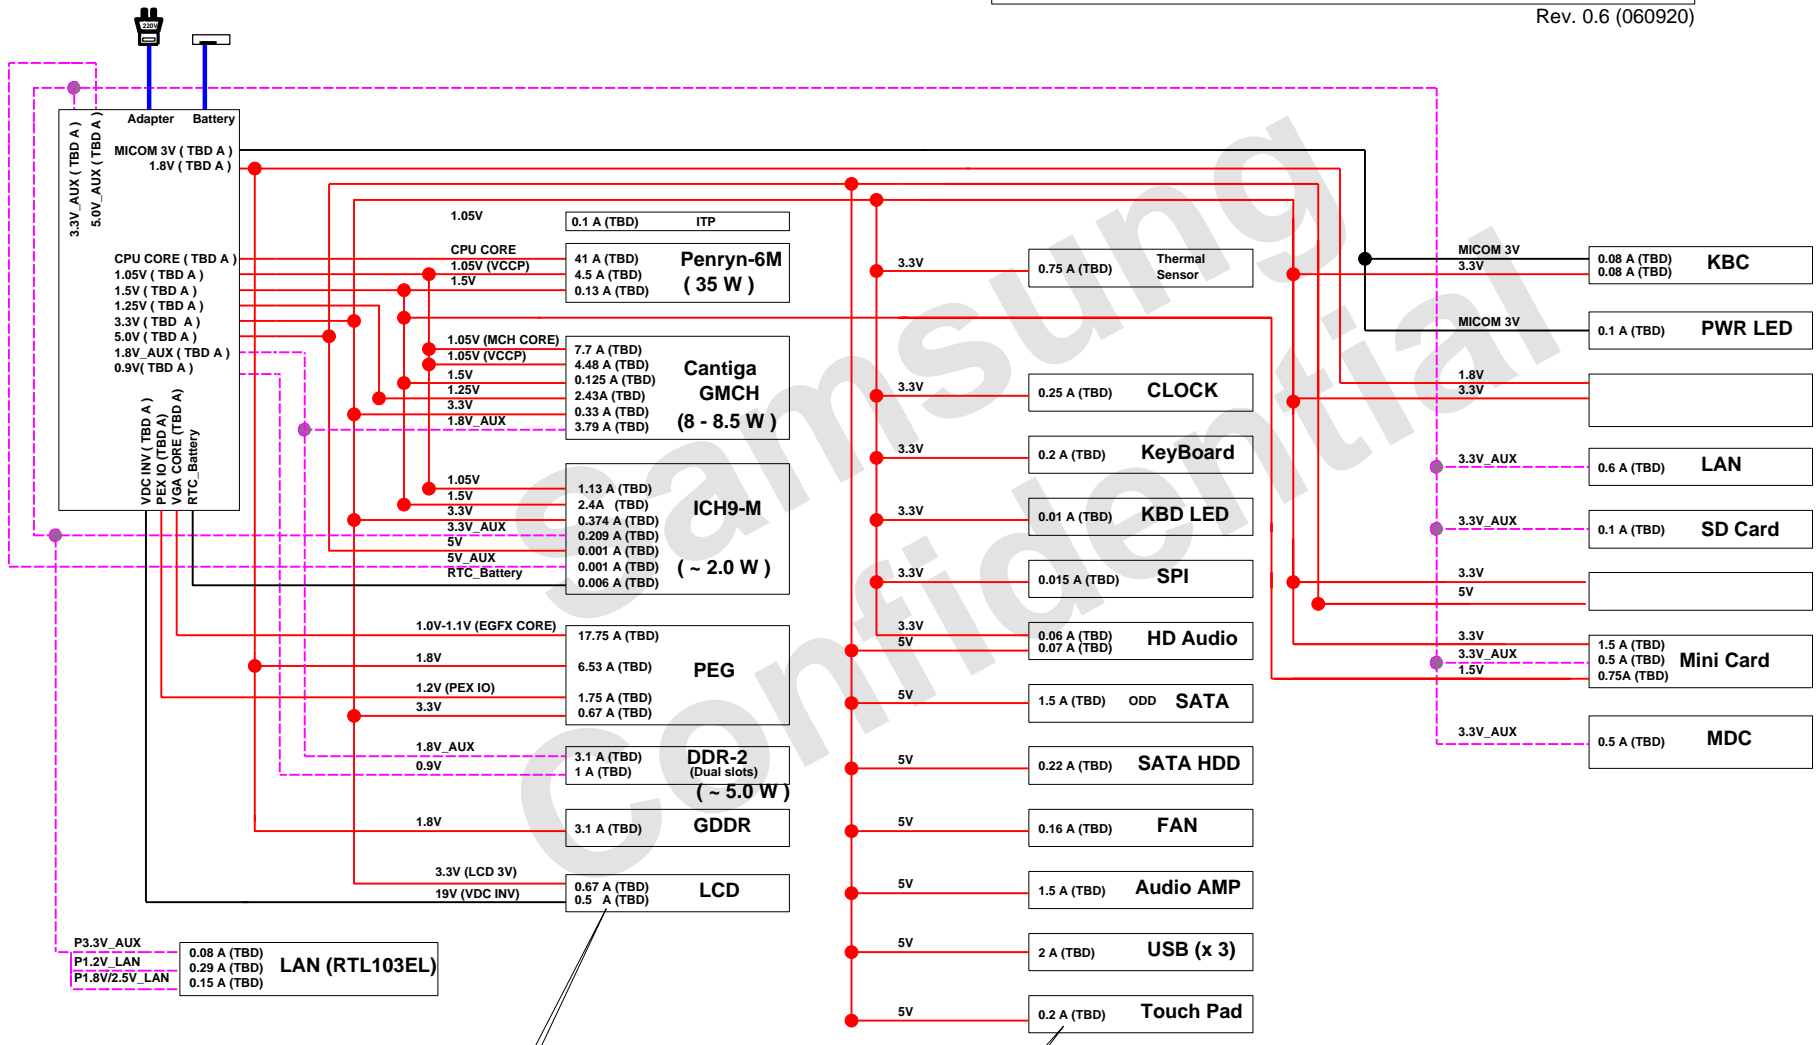 Rev. 0.6 (060920)
220V
Adapter
Battery
3.3V_AUX ( TBD A )
5.0V_AUX ( TBD A )
MICOM 3V ( TBD A )
1.8V ( TBD A )
CPU CORE ( TBD A )
1.05V ( TBD A )
1.5V ( TBD A )
1.25V ( TBD A )
3.3V ( TBD A )
5.0V ( TBD A )
1.8V_AUX ( TBD A )
0.9V( TBD A )
VDC INV ( TBD A )
PEX IO (TBD A)
VGA CORE (TBD A)
RTC_Battery
1.05V
0.1 A (TBD) ITP
CPU CORE
1.05V (VCCP)
1.5V
41 A (TBD)
4.5 A (TBD)
0.13 A (TBD)
Penryn-6M
( 35 W )
1.05V (MCH CORE)
1.05V (VCCP)
1.5V
1.25V
3.3V
1.8V_AUX
7.7 A (TBD)
4.48 A (TBD)
0.125 A (TBD)
2.43A (TBD)
0.33 A (TBD)
3.79 A (TBD)
Cantiga
GMCH
(8 - 8.5 W )
1.05V
1.5V
3.3V
3.3V_AUX
5V
5V_AUX
RTC_Battery
1.13 A (TBD)
2.4A (TBD)
0.374 A (TBD)
0.209 A (TBD)
0.001 A (TBD)
0.001 A (TBD)
0.006 A (TBD)
ICH9-M
( ~ 2.0 W )
1.0V-1.1V (EGFX CORE)
1.8V
1.2V (PEX IO)
3.3V
17.75 A (TBD)
6.53 A (TBD)
1.75 A (TBD)
0.67 A (TBD)
PEG
1.8V_AUX
0.9V
3.1 A (TBD)
1 A (TBD)
DDR-2
(Dual slots)
( ~ 5.0 W )
1.8V
3.1 A (TBD)
GDDR
3.3V (LCD 3V)
19V (VDC INV)
0.67 A (TBD)
0.5 A (TBD)
LCD
P3.3V_AUX
P1.2V_LAN
P1.8V/2.5V_LAN
0.08 A (TBD)
0.29 A (TBD)
0.15 A (TBD)
LAN (RTL103EL)
3.3V
0.75 A (TBD)
Thermal
Sensor
3.3V
0.25 A (TBD)
CLOCK
3.3V
0.2 A (TBD)
KeyBoard
3.3V
0.01 A (TBD)
KBD LED
3.3V
0.015 A (TBD)
SPI
3.3V
5V
0.06 A (TBD)
0.07 A (TBD)
HD Audio
5V
1.5 A (TBD)
ODD SATA
5V
0.22 A (TBD)
SATA HDD
5V
0.16 A (TBD)
FAN
5V
1.5 A (TBD)
Audio AMP
5V
2 A (TBD)
USB (x 3)
5V
0.2 A (TBD)
Touch Pad
MICOM 3V
3.3V
0.08 A (TBD)
0.08 A (TBD)
KBC
MICOM 3V
0.1 A (TBD)
PWR LED
1.8V
3.3V
3.3V_AUX
0.6 A (TBD)
LAN
3.3V_AUX
0.1 A (TBD)
SD Card
3.3V
5V
3.3V
3.3V_AUX
1.5V
1.5 A (TBD)
0.5 A (TBD)
0.75A (TBD)
Mini Card
3.3V_AUX
0.5 A (TBD)
MDC
Samsung
Confidential